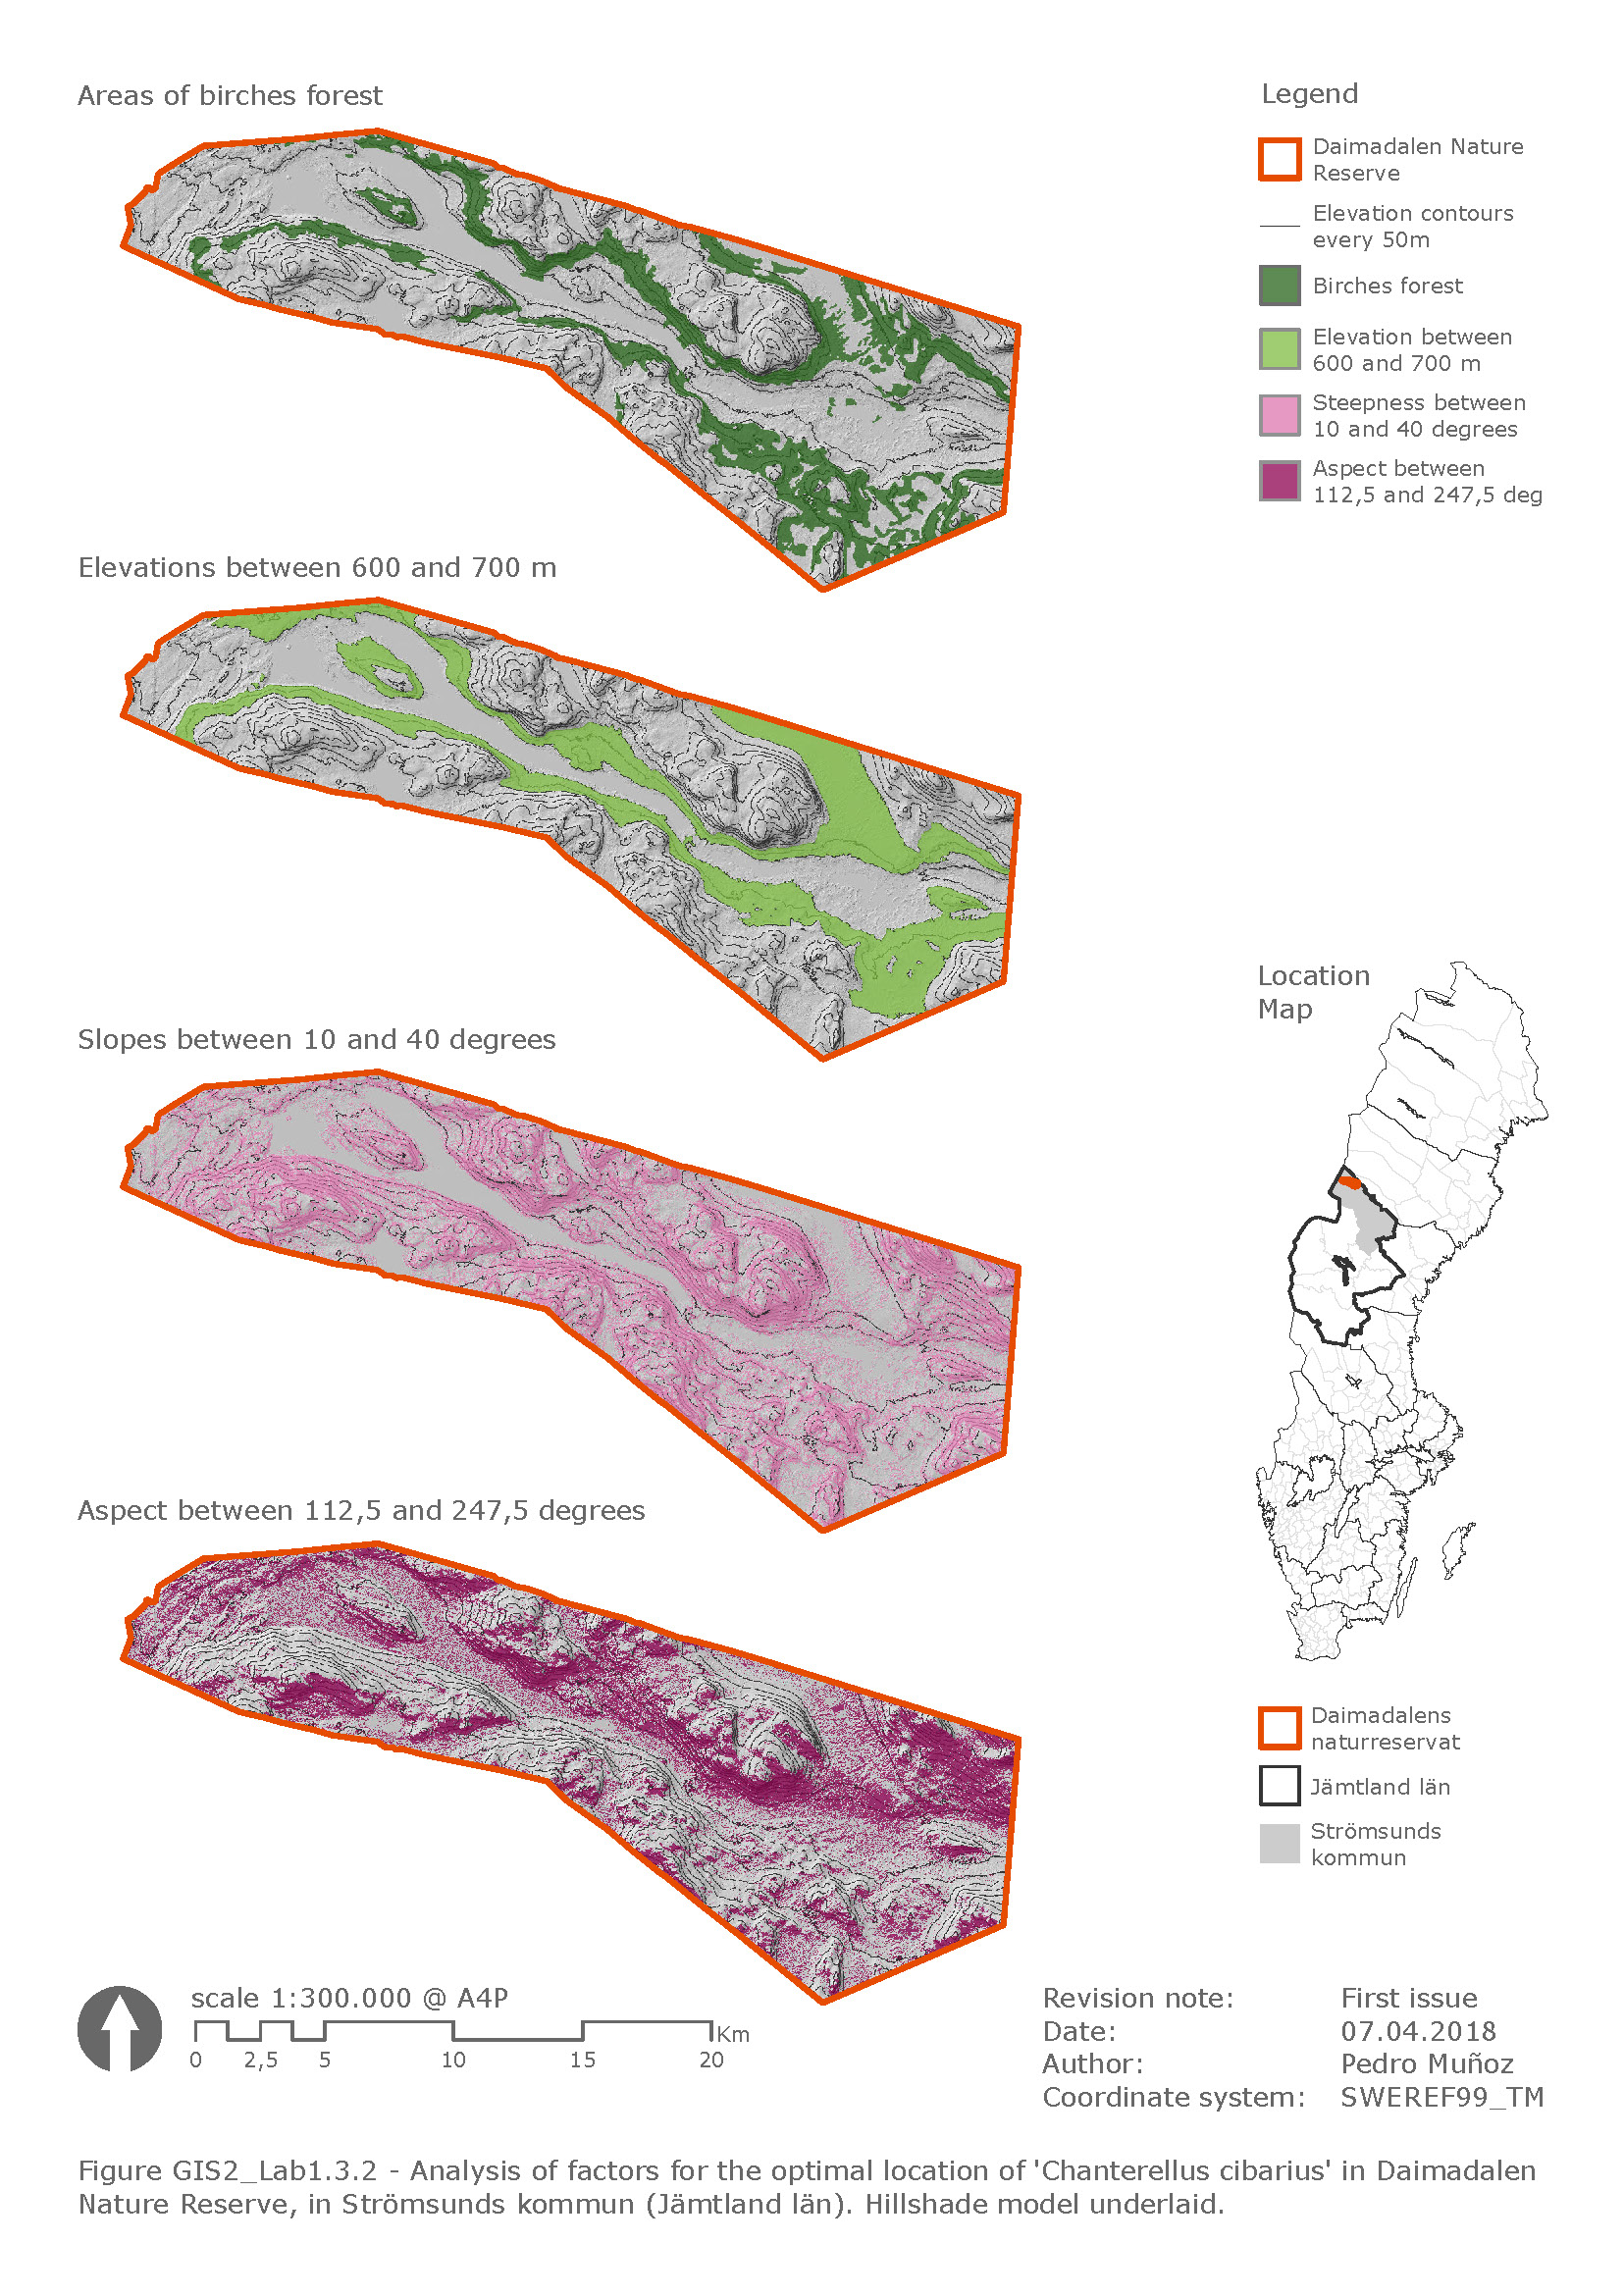 Areas of birches forest
Legend
Daimadalen Nature
Reserve
Elevation contours
every 50m
Birches forest
Elevation between
600 and 700 m
Steepness between
10 and 40 degrees
Aspect between
112,5 and 247,5 deg
Elevations between 600 and 700 m
Location
Map
Slopes between 10 and 40 degrees
Aspect between 112,5 and 247,5 degrees
Daimadalens
naturreservat
Jämtland län
Strömsunds
kommun
scale 1:300.000 @ A4P
Km
0 2,5 5 10 15 20
Revision note: First issue
Date: 07.04.2018
Author: Pedro Muñoz
Coordinate system: SWEREF99_TM
Figure GIS2_Lab1.3.2 - Analysis of factors for the optimal location of 'Chanterellus cibarius' in Daimadalen
Nature Reserve, in Strömsunds kommun (Jämtland län). Hillshade model underlaid.